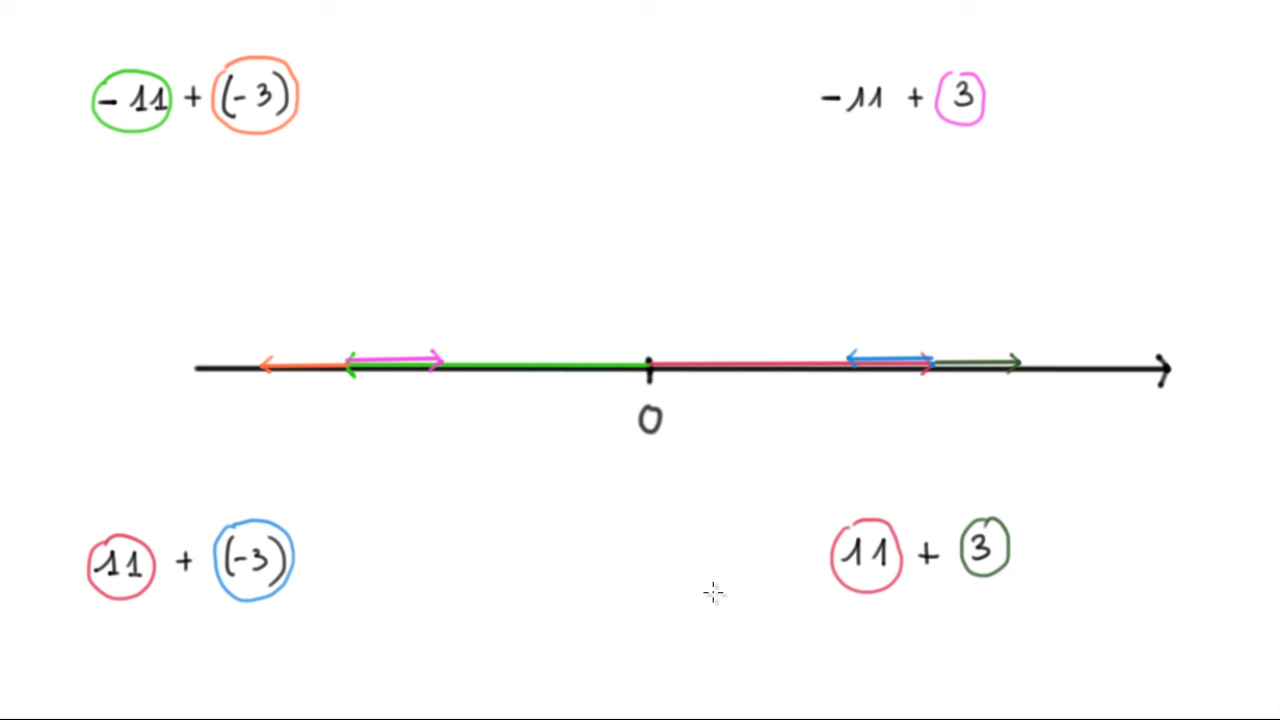 -11 + (-3)
-11 + 3
0
11 + (-3)
11 + 3